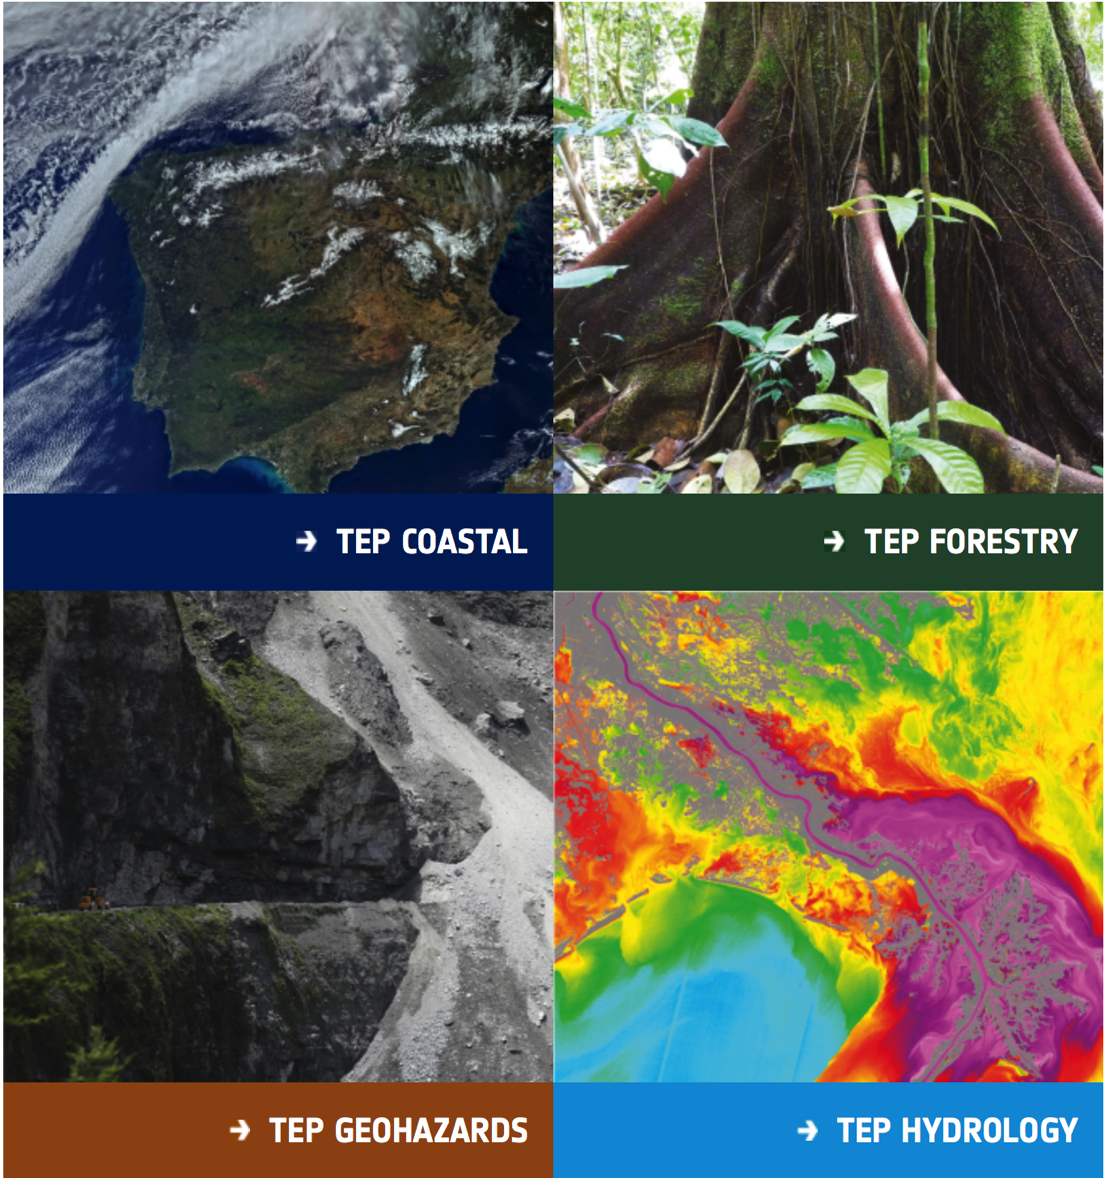 → TEP COASTAL
→ TEP FORESTRY
→ TEP GEOHAZARDS
→ TEP HYDROLOGY